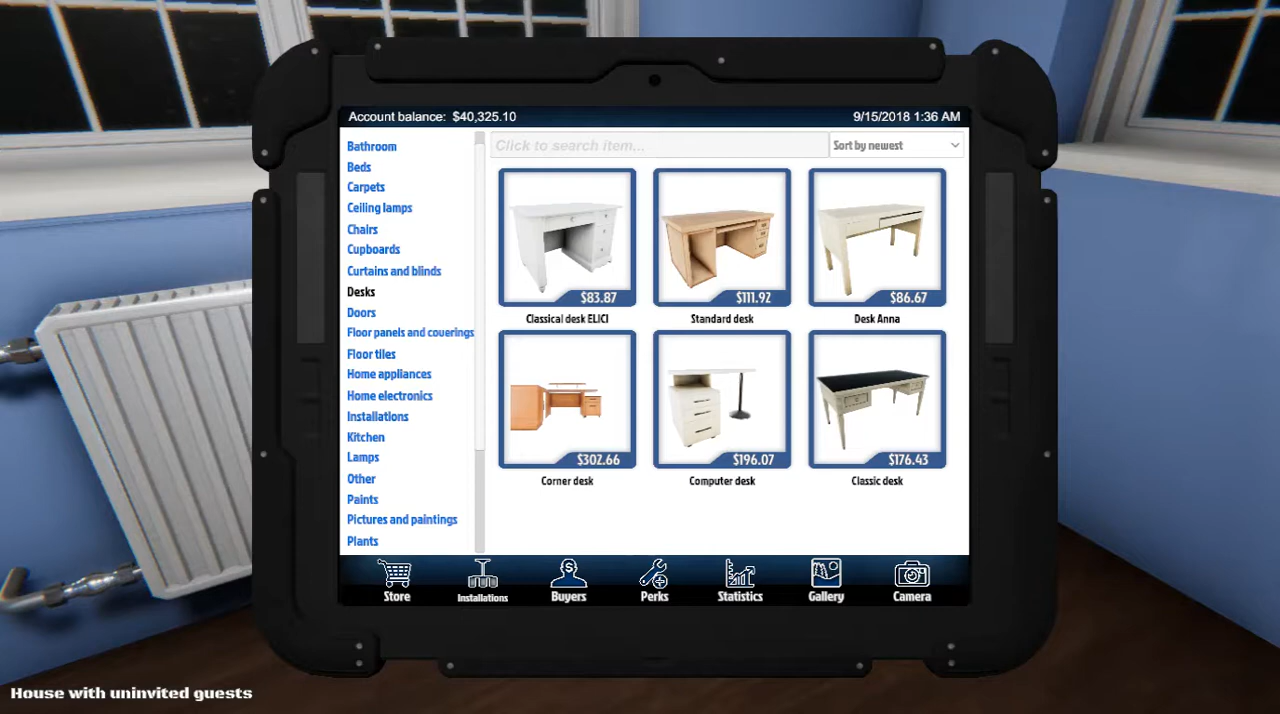 Account balance: $40,325.10
9/15/2018 1:36 AM
Bathroom
Beds
Carpets
Ceiling lamps
Chairs
Cupboards
Curtains and blinds
Desks
Doors
Floor panels and coverings
Floor tiles
Home appliances
Home electronics
Installations
Kitchen
Lamps
Other
Paints
Pictures and paintings
Plants
Click to search item...
Sort by newest
$83.87
$111.92
$86.67
Classical desk ELICI
Standard desk
Desk Anna
$302.66
$196.07
$176.43
Corner desk
Computer desk
Classic desk
Store
Installations
Buyers
Perks
Statistics
Gallery
Camera
House with uninvited guests